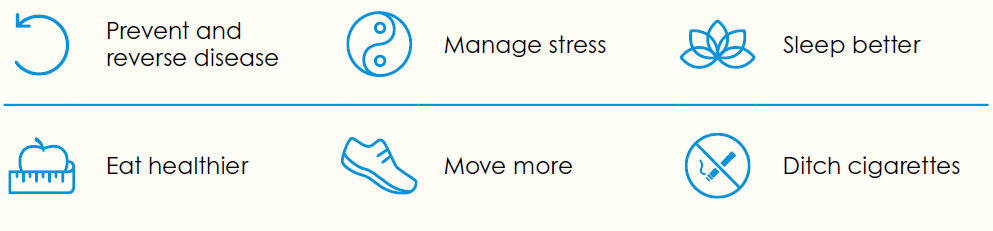 Prevent and
reverse disease
Manage stress
Sleep better
Eat healthier
Move more
Ditch cigarettes